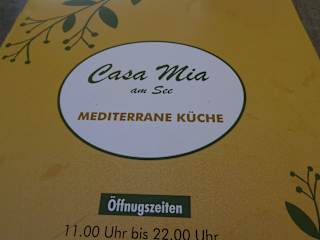 Casa Mia
am See
MEDITERRANE KÜCHE
Öffnugszeiten
11.00 Uhr bis 22.00 Uhr